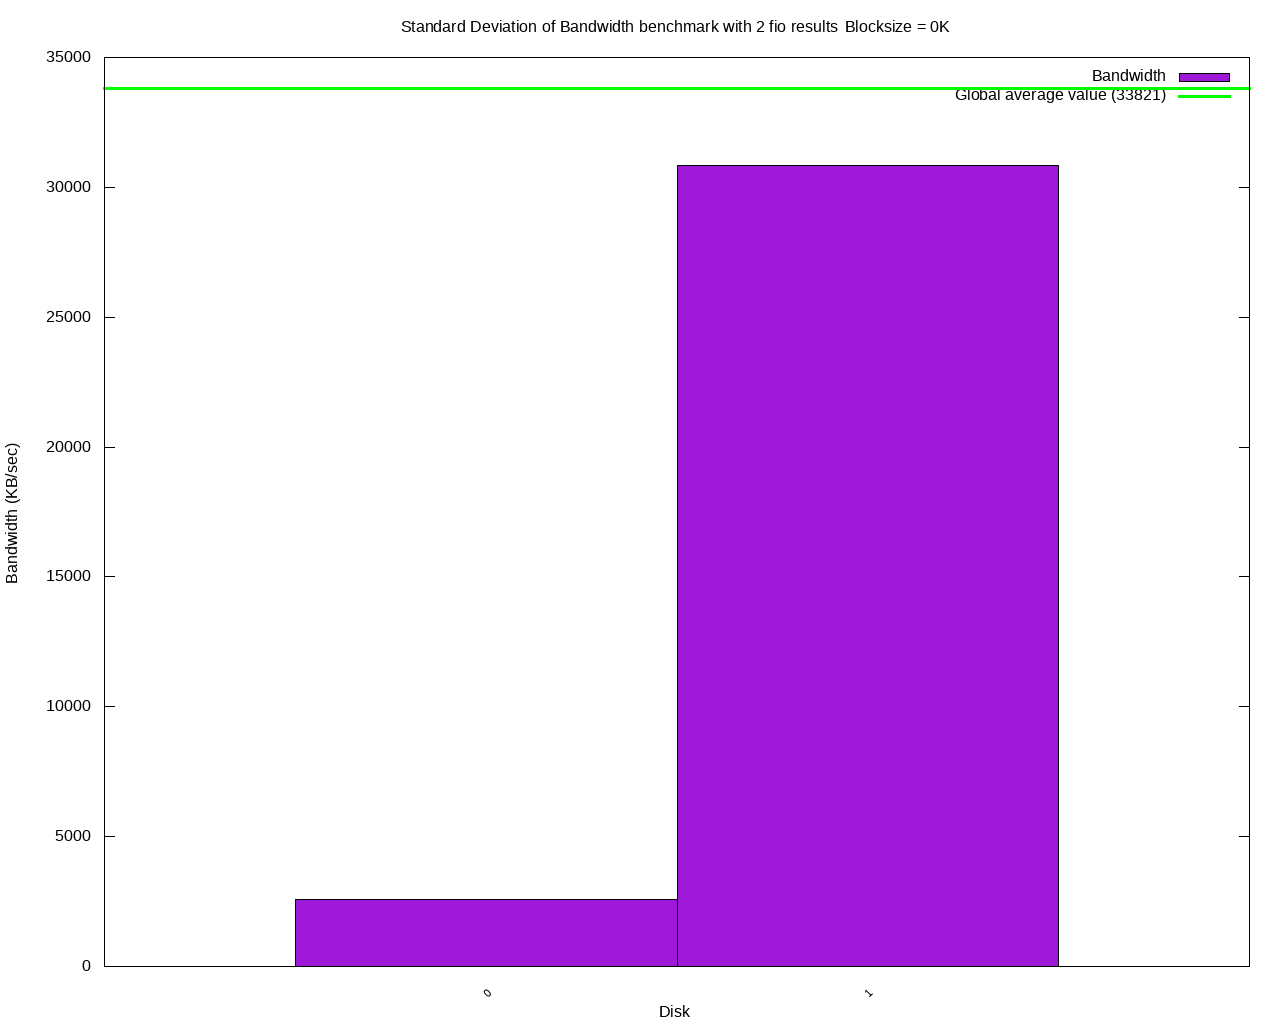 Standard Deviation of Bandwidth benchmark with 2 fio results Blocksize = 0K
35000
30000
25000
20000
15000
10000
5000
0
Bandwidth
Global average value (33821)
Bandwidth (KB/sec)
0
1
Disk